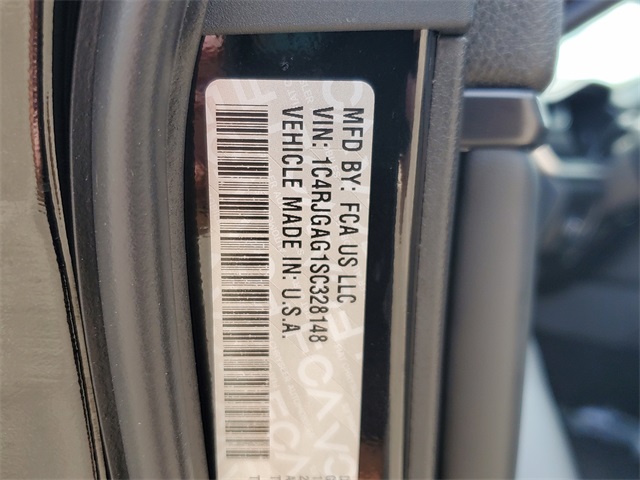 MFD BY: FCA US LLC
VIN: 1C4RJGAG1SC328148
VEHICLE MADE IN: U.S.A.